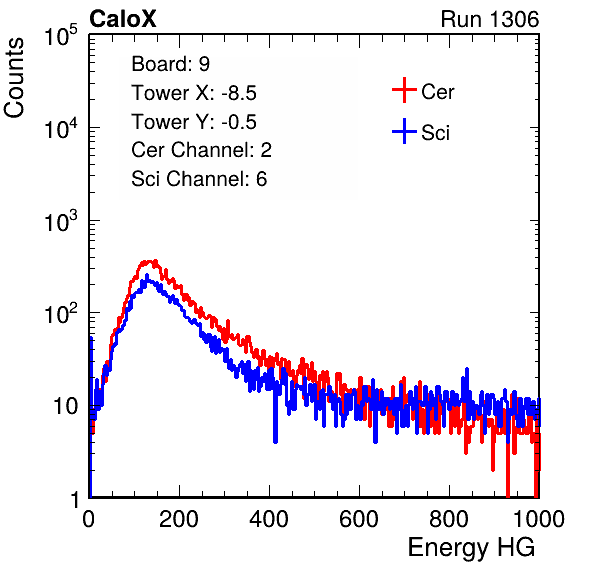 CaloX Run 1306
Counts
10^5
10^4
10^3
10^2
10
1
Board: 9
Tower X: -8.5
Tower Y: -0.5
Cer Channel: 2
Sci Channel: 6
Cer
Sci
0 200 400 600 800 1000
Energy HG